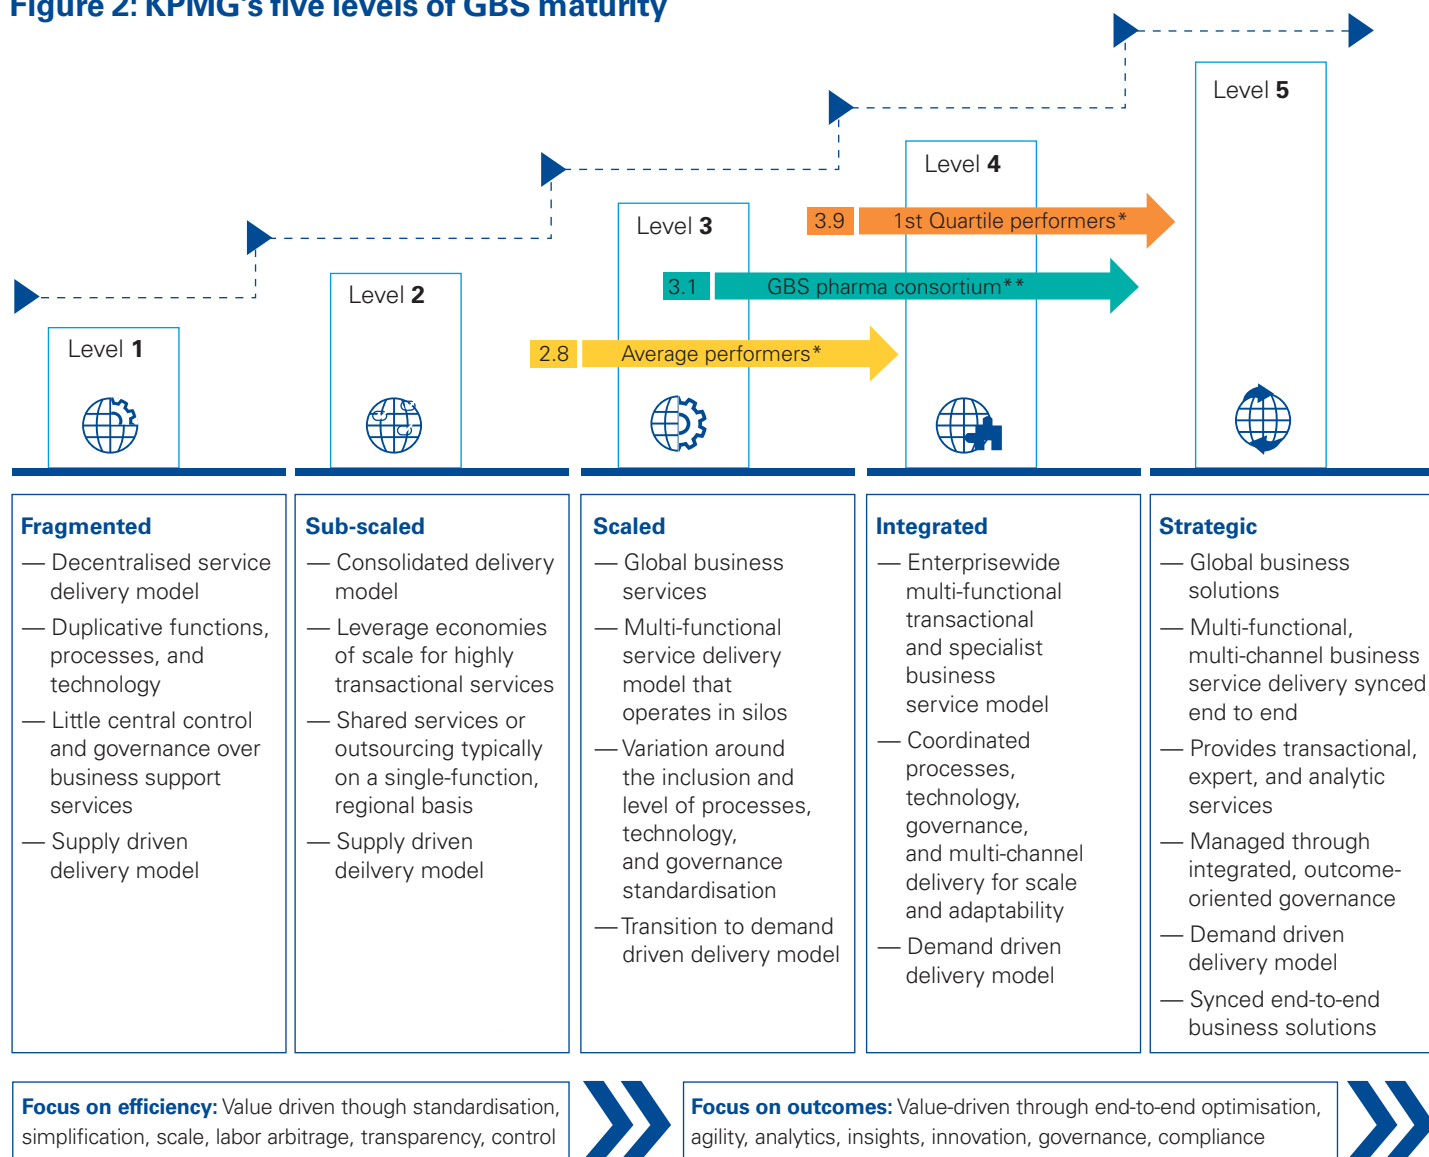 Figure 2: KPMG's five levels of GBS maturity
Level 1
Level 2
Level 3
Level 4
Level 5
3.9 1st Quartile performers*
3.1 GBS pharma consortium**
2.8 Average performers*
Fragmented
— Decentralised service
delivery model
— Duplicative functions,
processes, and
technology
— Little central control
and governance over
business support
services
— Supply driven
delivery model
Sub-scaled
— Consolidated delivery
model
— Leverage economies
of scale for highly
transactional services
— Shared services or
outsourcing typically
on a single-function,
regional basis
— Supply driven
deilvery model
Scaled
— Global business
services
— Multi-functional
service delivery
model that
operates in silos
— Variation around
the inclusion and
level of processes,
technology,
and governance
standardisation
— Transition to demand
driven delivery model
Integrated
— Enterprisewide
multi-functional
transactional
and specialist
business
service model
— Coordinated
processes,
technology,
governance,
and multi-channel
delivery for scale
and adaptability
— Demand driven
delivery model
Strategic
— Global business
solutions
— Multi-functional,
multi-channel business
service delivery synced
end to end
— Provides transactional,
expert, and analytic
services
— Managed through
integrated, outcome-
oriented governance
— Demand driven
delivery model
— Synced end-to-end
business solutions
Focus on efficiency: Value driven though standardisation,
simplification, scale, labor arbitrage, transparency, control
Focus on outcomes: Value-driven through end-to-end optimisation,
agility, analytics, insights, innovation, governance, compliance